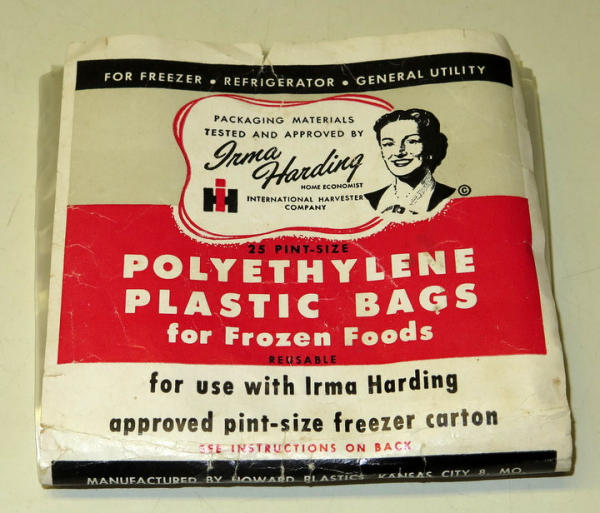 FOR FREEZER • REFRIGERATOR • GENERAL UTILITY
PACKAGING MATERIALS
TESTED AND APPROVED BY
Irma
Harding
HOME ECONOMIST
IH INTERNATIONAL HARVESTER
COMPANY
©
25 PINT-SIZE
POLYETHYLENE
PLASTIC BAGS
for Frozen Foods
REUSABLE
for use with Irma Harding
approved pint-size freezer carton
SEE INSTRUCTIONS ON BACK
MANUFACTURED BY HOWARD PLASTICS, KANSAS CITY 8, MO.